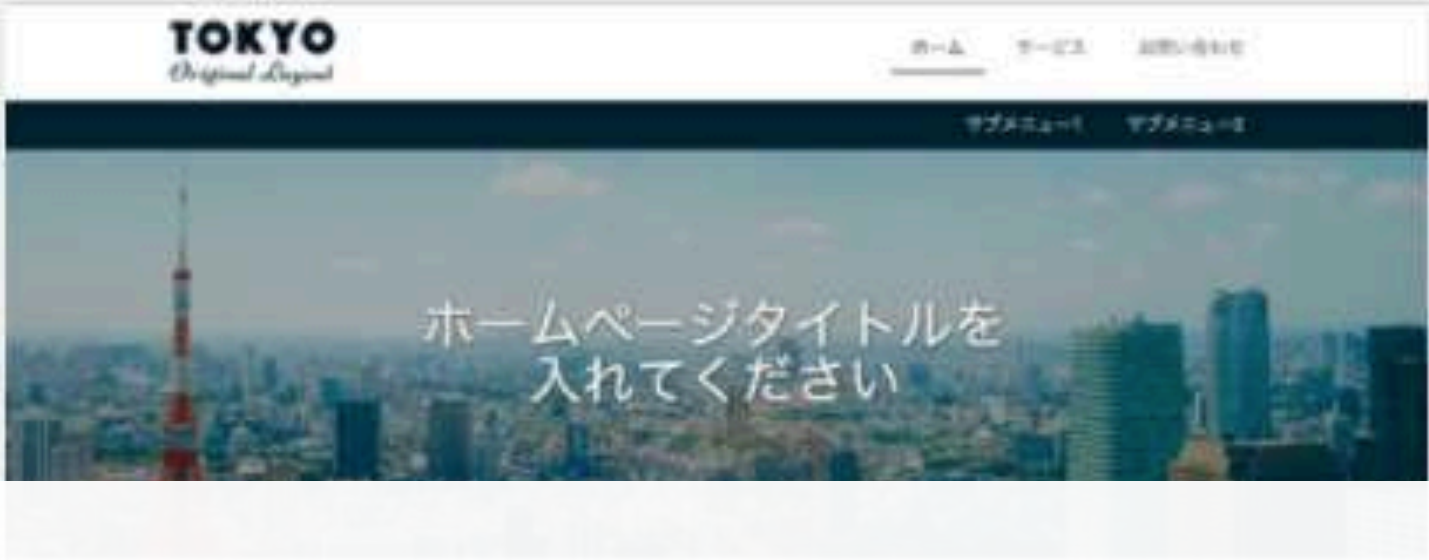 TOKYO
Original Layout
ホーム サービス お問い合わせ
サブメニュー1 サブメニュー2
ホームページタイトルを
入れてください